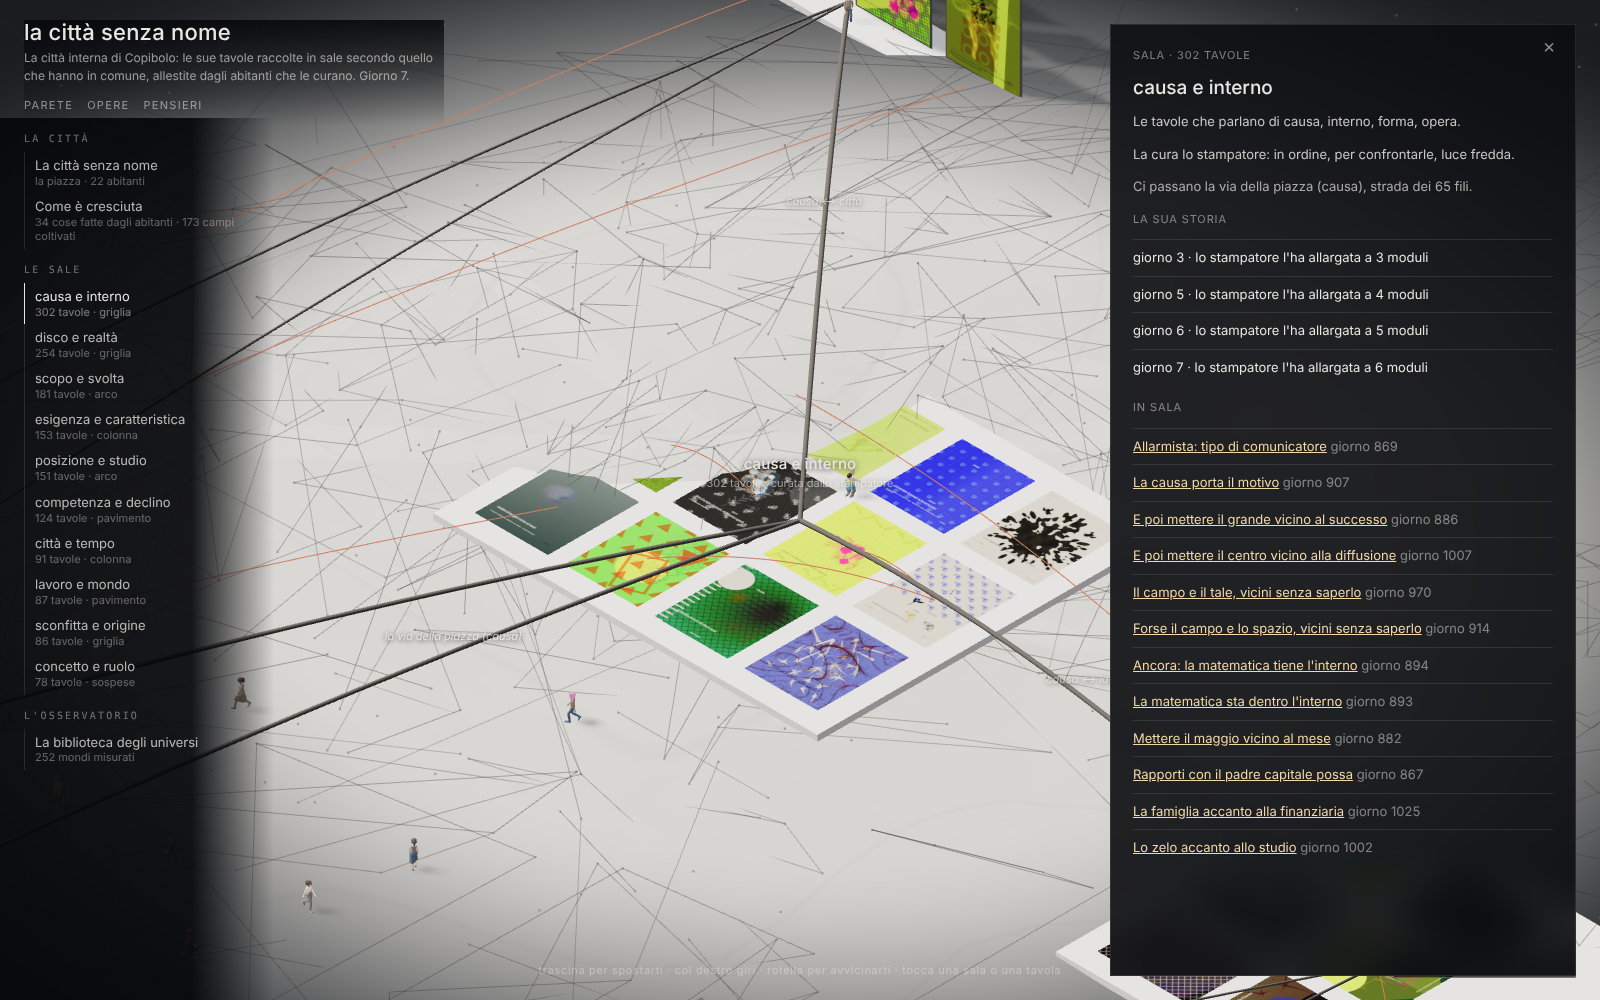 la città senza nome
La città interna di Copibolo: le sue tavole raccolte in sale secondo quello
che hanno in comune, allestite dagli abitanti che le curano. Giorno 7.
PARETE OPERE PENSIERI
LA CITTÀ
La città senza nome
la piazza · 22 abitanti
Come è cresciuta
34 cose fatte dagli abitanti · 173 campi
coltivati
LE SALE
causa e interno
302 tavole · griglia
disco e realtà
254 tavole · griglia
scopo e svolta
181 tavole · arco
esigenza e caratteristica
153 tavole · colonna
posizione e studio
151 tavole · arco
competenza e declino
124 tavole · pavimento
città e tempo
91 tavole · colonna
lavoro e mondo
87 tavole · pavimento
sconfitta e origine
86 tavole · griglia
concetto e ruolo
78 tavole · sospese
L'OSSERVATORIO
La biblioteca degli universi
252 mondi misurati
causa ↔ città
causa e interno
302 tavole · curata dallo stampatore
la via della piazza (causa)
causa ↔
trascina per spostarti · col destro giri · rotella per avvicinarti · tocca una sala o una tavola
SALA · 302 TAVOLE
×
causa e interno
Le tavole che parlano di causa, interno, forma, opera.
La cura lo stampatore: in ordine, per confrontarle, luce fredda.
Ci passano la via della piazza (causa), strada dei 65 fili.
LA SUA STORIA
giorno 3 · lo stampatore l'ha allargata a 3 moduli
giorno 5 · lo stampatore l'ha allargata a 4 moduli
giorno 6 · lo stampatore l'ha allargata a 5 moduli
giorno 7 · lo stampatore l'ha allargata a 6 moduli
IN SALA
Allarmista: tipo di comunicatore giorno 869
La causa porta il motivo giorno 907
E poi mettere il grande vicino al successo giorno 886
E poi mettere il centro vicino alla diffusione giorno 1007
Il campo e il tale, vicini senza saperlo giorno 970
Forse il campo e lo spazio, vicini senza saperlo giorno 914
Ancora: la matematica tiene l'interno giorno 894
La matematica sta dentro l'interno giorno 893
Mettere il maggio vicino al mese giorno 882
Rapporti con il padre capitale possa giorno 867
La famiglia accanto alla finanziaria giorno 1025
Lo zelo accanto allo studio giorno 1002